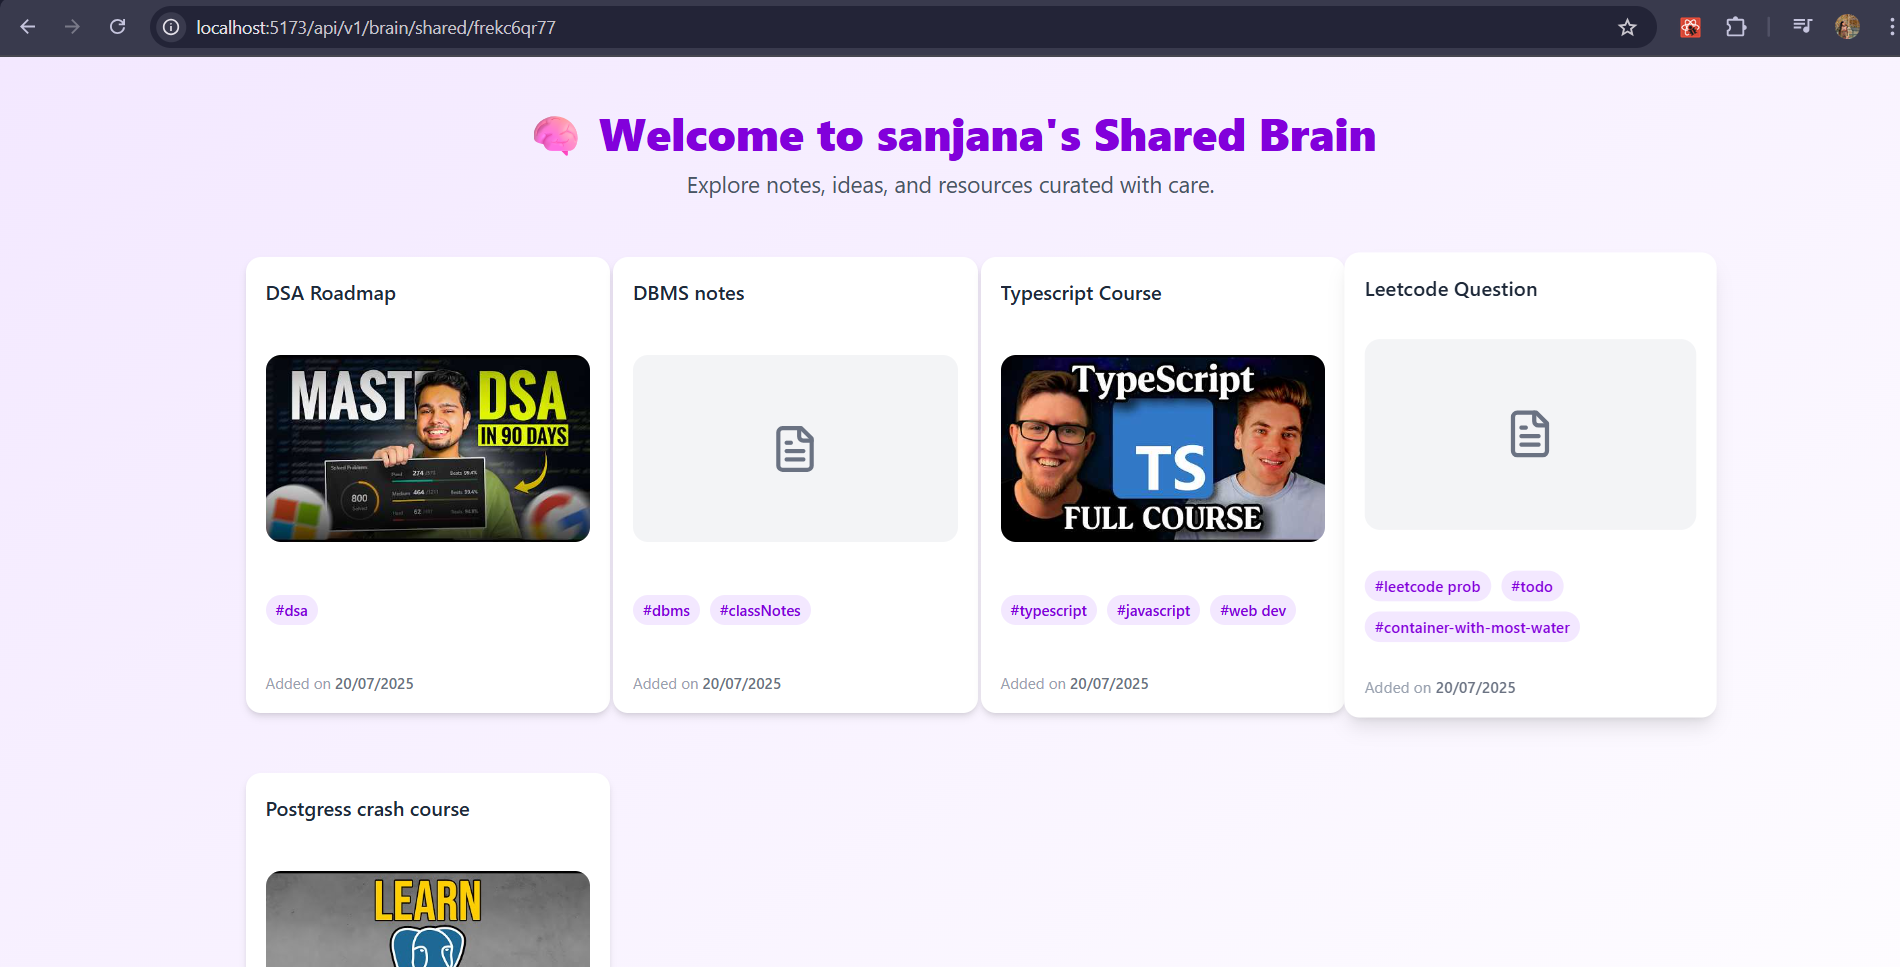 localhost:5173/api/v1/brain/shared/frekc6qr77
Welcome to sanjana's Shared Brain
Explore notes, ideas, and resources curated with care.
DSA Roadmap
MAST DSA
IN 90 DAYS
Solved Problems
800
#dsa
Added on 20/07/2025
DBMS notes
#dbms #classNotes
Added on 20/07/2025
Typescript Course
TypeScript
TS
FULL COURSE
#typescript #javascript #web dev
Added on 20/07/2025
Leetcode Question
#leetcode prob #todo
#container-with-most-water
Added on 20/07/2025
Postgress crash course
LEARN